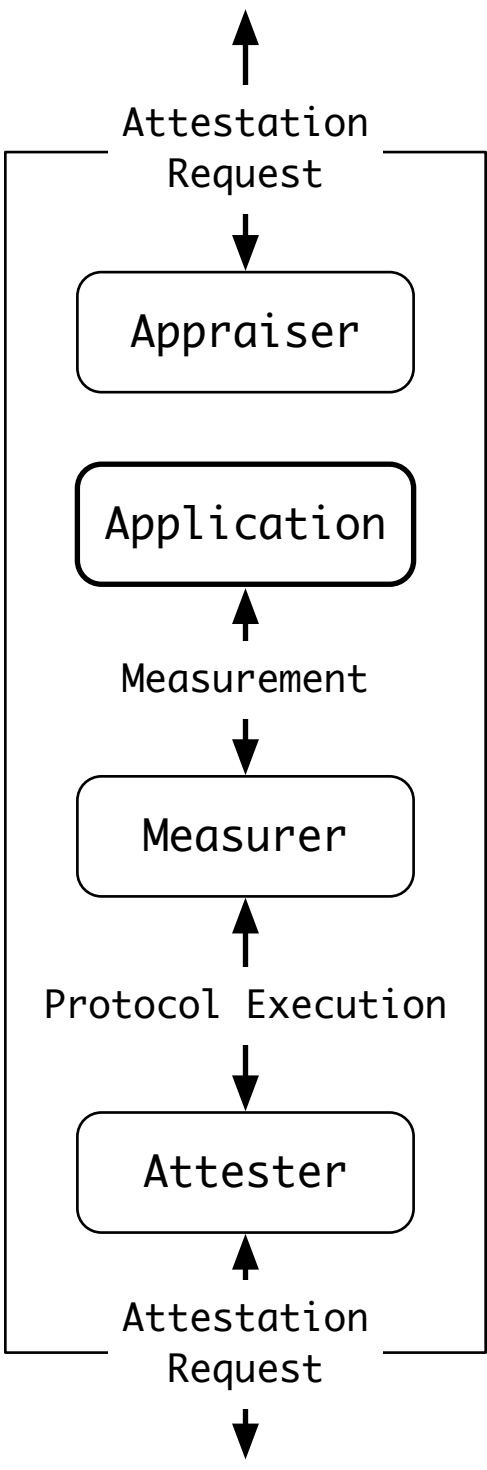 Attestation
Request
Appraiser
Application
Measurement
Measurer
Protocol Execution
Attester
Attestation
Request